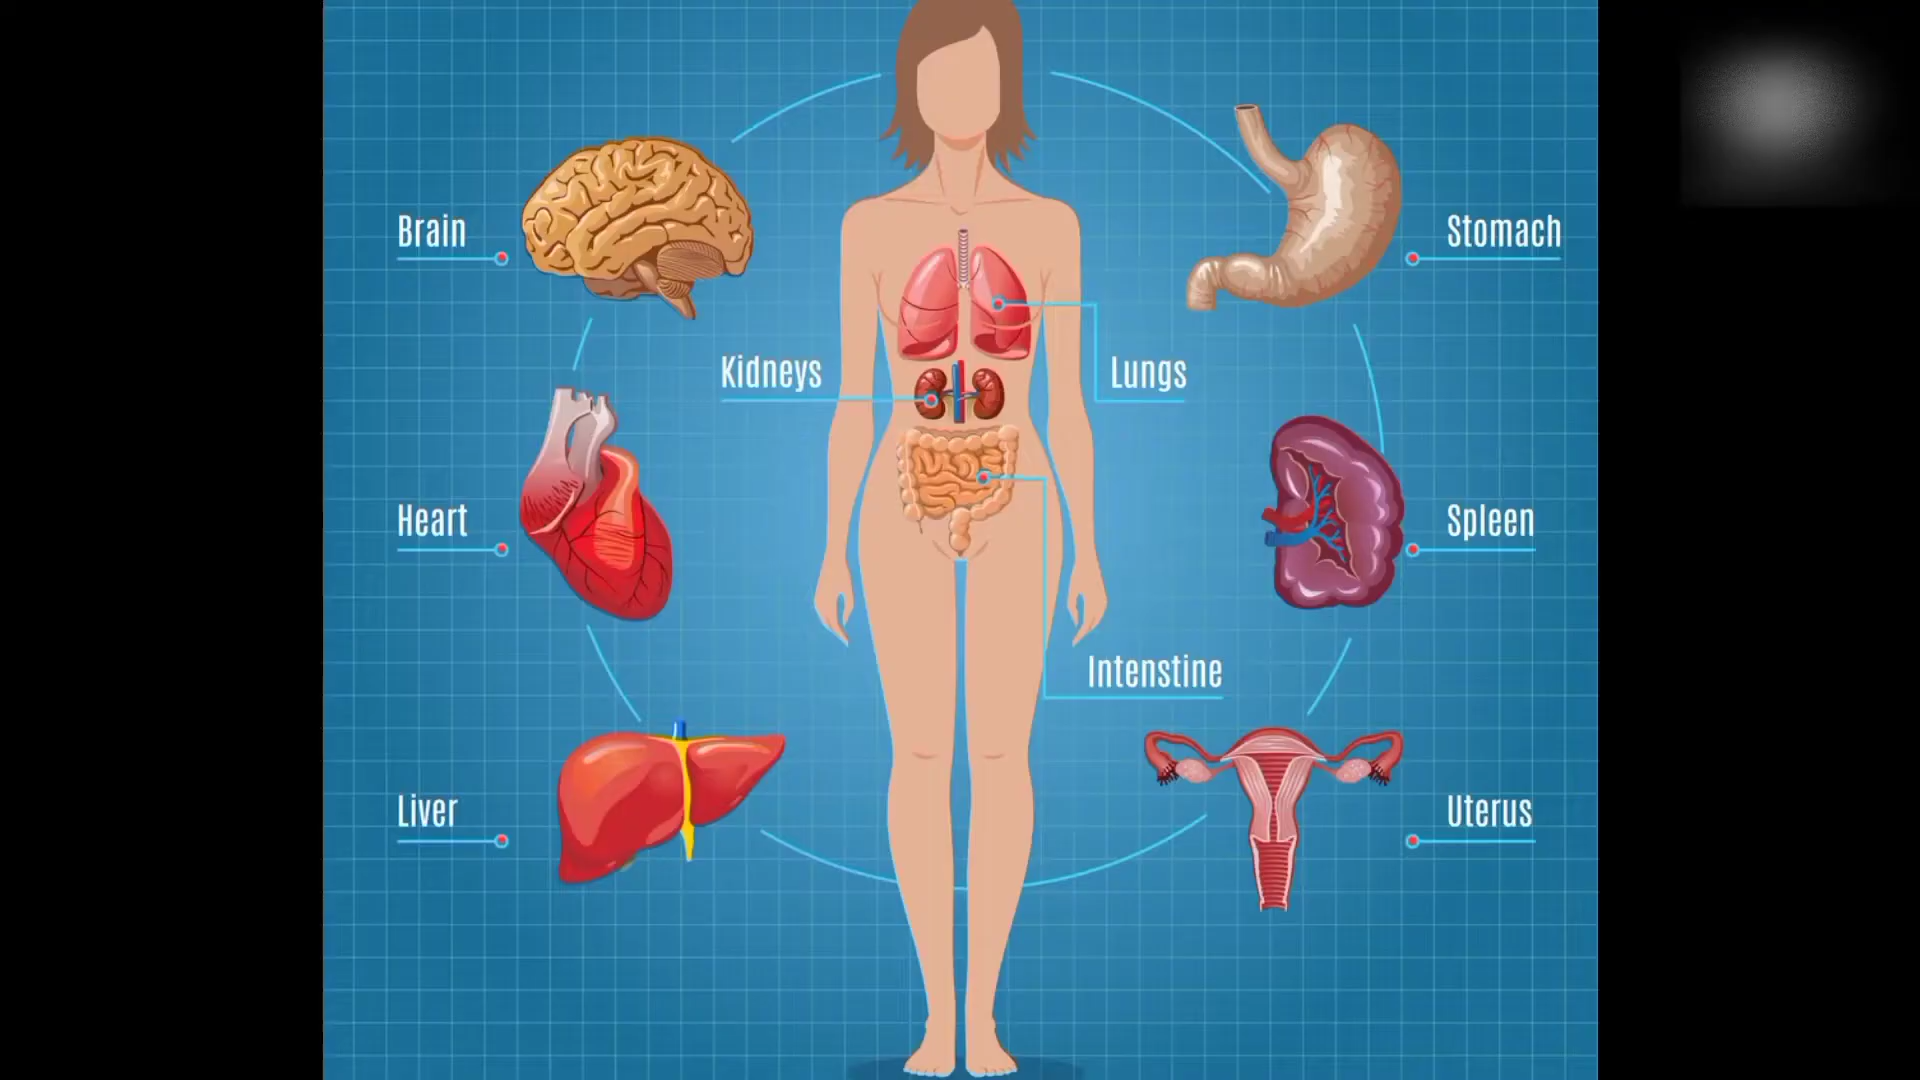 Brain
Stomach
Kidneys
Lungs
Heart
Spleen
Intenstine
Liver
Uterus